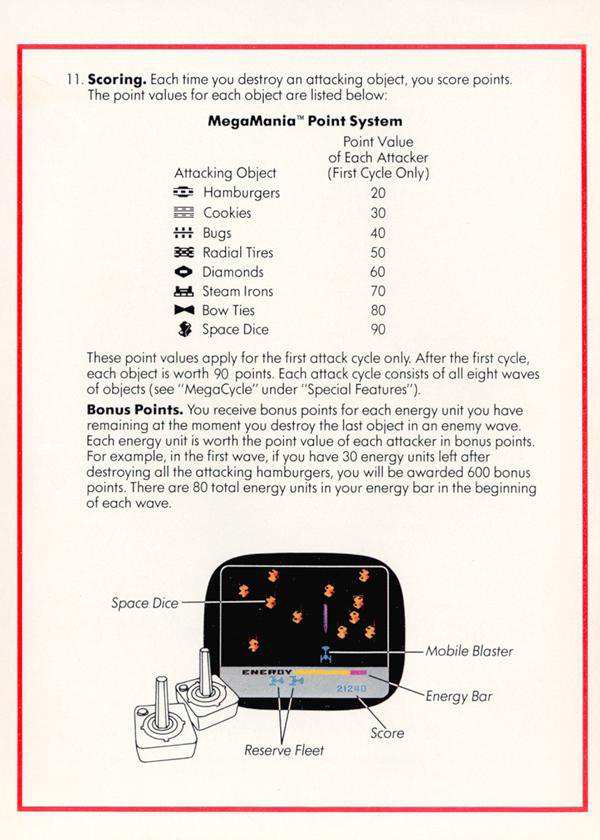 11. Scoring. Each time you destroy an attacking object, you score points.
The point values for each object are listed below:
MegaMania™ Point System
Point Value
of Each Attacker
Attacking Object (First Cycle Only)
Hamburgers 20
Cookies 30
Bugs 40
Radial Tires 50
Diamonds 60
Steam Irons 70
Bow Ties 80
Space Dice 90
These point values apply for the first attack cycle only. After the first cycle,
each object is worth 90 points. Each attack cycle consists of all eight waves
of objects (see "MegaCycle" under "Special Features").
Bonus Points. You receive bonus points for each energy unit you have
remaining at the moment you destroy the last object in an enemy wave.
Each energy unit is worth the point value of each attacker in bonus points.
For example, in the first wave, if you have 30 energy units left after
destroying all the attacking hamburgers, you will be awarded 600 bonus
points. There are 80 total energy units in your energy bar in the beginning
of each wave.
Space Dice
Mobile Blaster
ENERGY
Energy Bar
21240
Score
Reserve Fleet